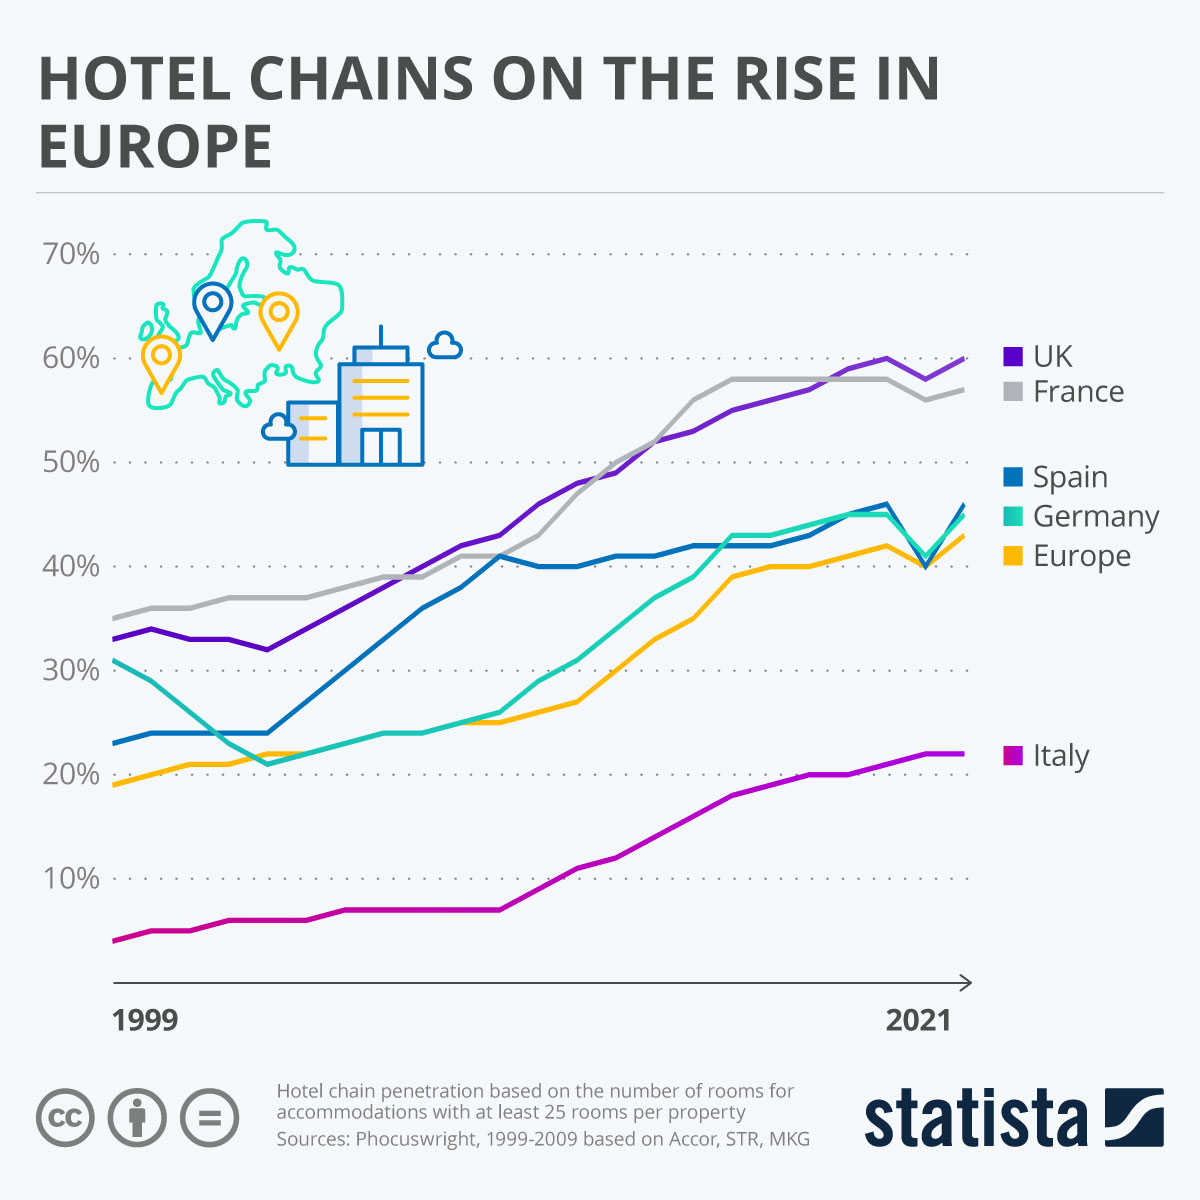 HOTEL CHAINS ON THE RISE IN
EUROPE
70%
60%
50%
40%
30%
20%
10%
UK
France
Spain
Germany
Europe
Italy
1999
2021
cc
Hotel chain penetration based on the number of rooms for
accommodations with at least 25 rooms per property
Sources: Phocuswright, 1999-2009 based on Accor, STR, MKG
statista